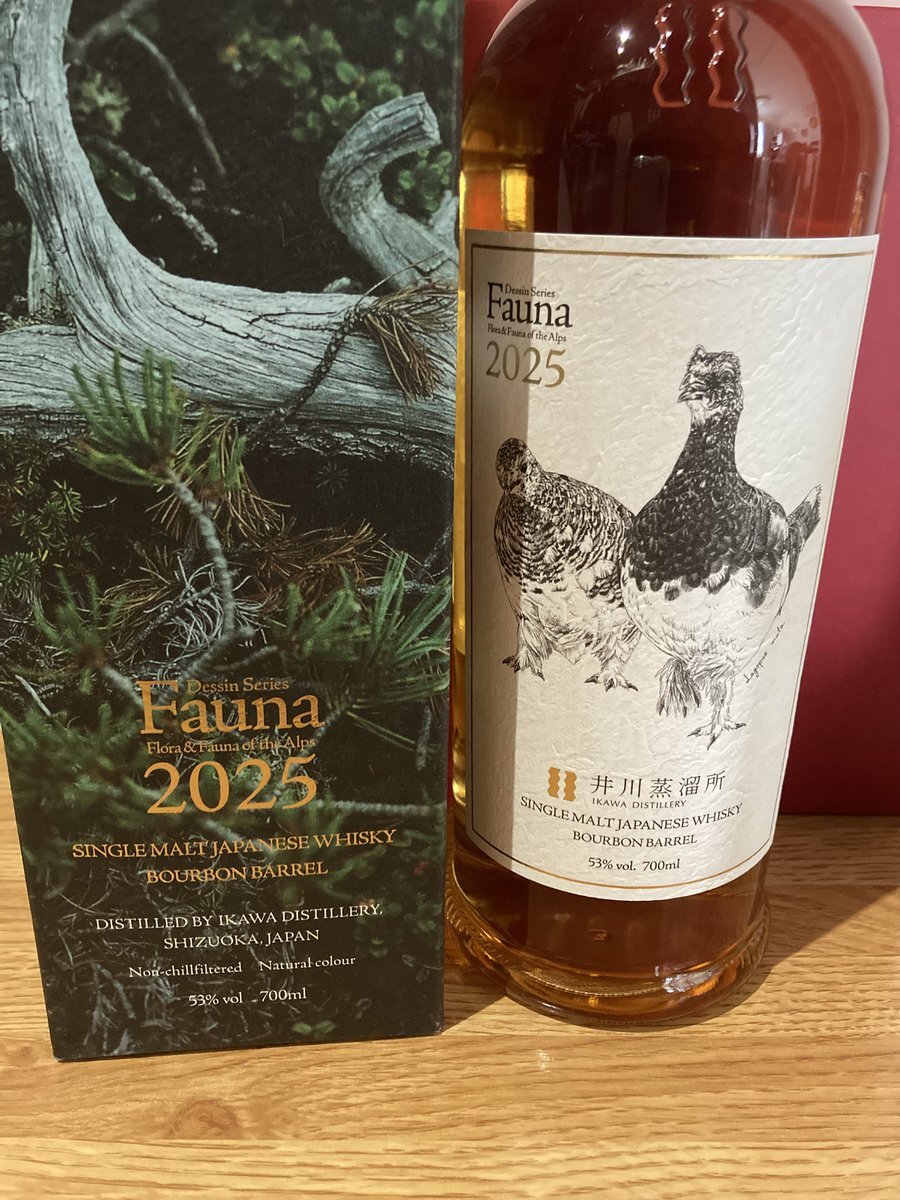 Dessin Series
Fauna
Flora & Fauna of the Alps
2025
SINGLE MALT JAPANESE WHISKY
BOURBON BARREL
DISTILLED BY IKAWA DISTILLERY,
SHIZUOKA, JAPAN
Non-chillfiltered Natural colour
53% vol 700ml
Dessin Series
Fauna
Flora & Fauna of the Alps
2025
Lagopus muta
井川蒸溜所
IKAWA DISTILLERY
SINGLE MALT JAPANESE WHISKY
BOURBON BARREL
53% vol. 700ml